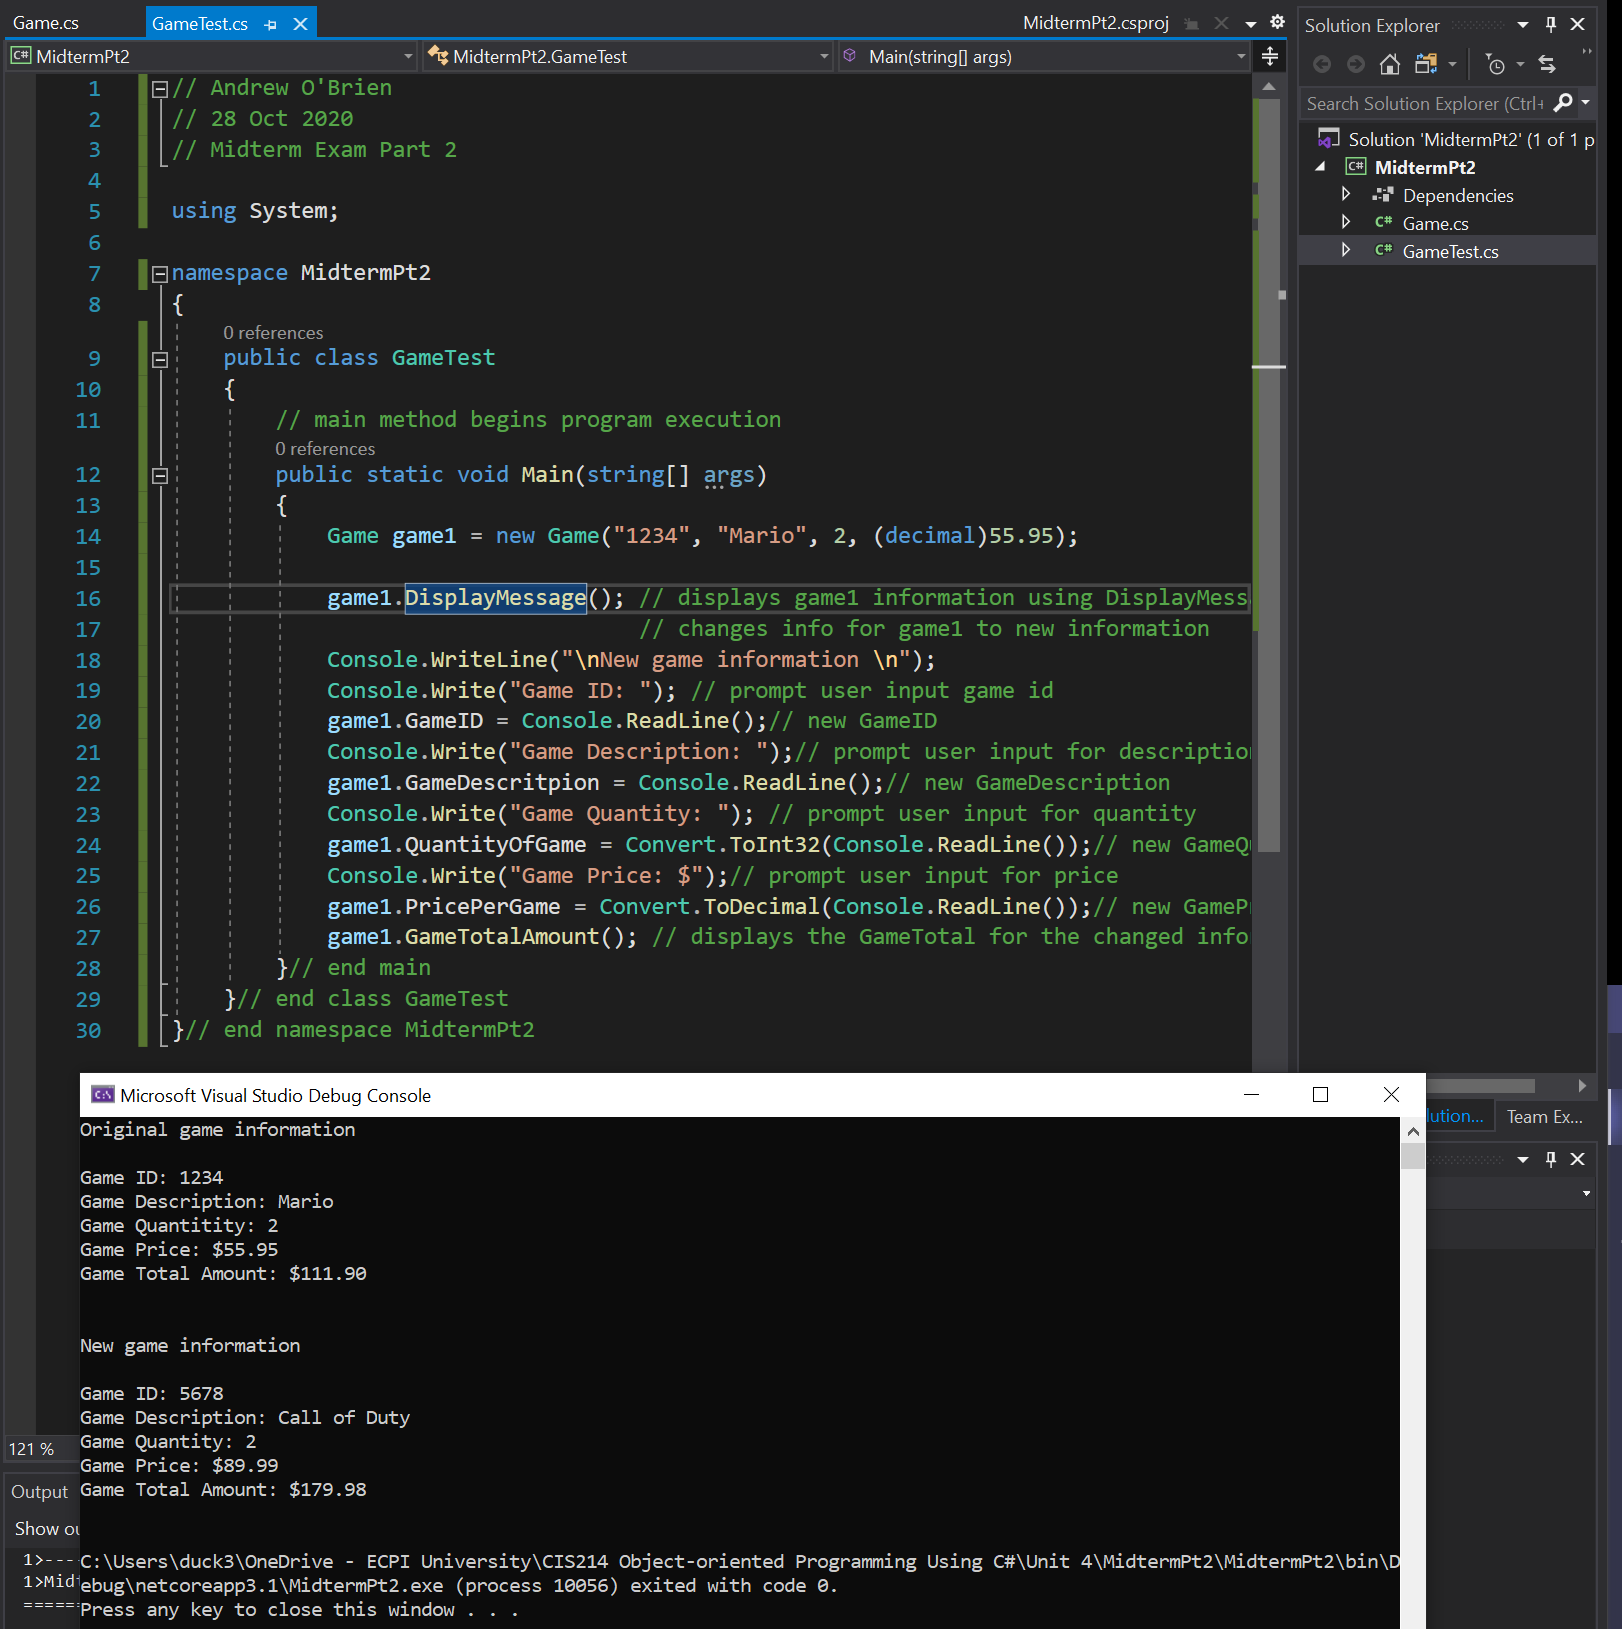 Game.cs
GameTest.cs
MidtermPt2.csproj
C# MidtermPt2
MidtermPt2.GameTest
Main(string[] args)
1 // Andrew O'Brien
2 // 28 Oct 2020
3 // Midterm Exam Part 2
4
5 using System;
6
7 namespace MidtermPt2
8 {
0 references
9 public class GameTest
10 {
11 // main method begins program execution
0 references
12 public static void Main(string[] args)
13 {
14 Game game1 = new Game("1234", "Mario", 2, (decimal)55.95);
15
16 game1.DisplayMessage(); // displays game1 information using DisplayMess
17 // changes info for game1 to new information
18 Console.WriteLine("\nNew game information \n");
19 Console.Write("Game ID: "); // prompt user input game id
20 game1.GameID = Console.ReadLine();// new GameID
21 Console.Write("Game Description: ");// prompt user input for description
22 game1.GameDescritpion = Console.ReadLine();// new GameDescription
23 Console.Write("Game Quantity: "); // prompt user input for quantity
24 game1.QuantityOfGame = Convert.ToInt32(Console.ReadLine());// new GameQu
25 Console.Write("Game Price: $");// prompt user input for price
26 game1.PricePerGame = Convert.ToDecimal(Console.ReadLine());// new GamePr
27 game1.GameTotalAmount(); // displays the GameTotal for the changed info
28 }// end main
29 }// end class GameTest
30 }// end namespace MidtermPt2
Solution Explorer
Search Solution Explorer (Ctrl+
Solution 'MidtermPt2' (1 of 1 p
C# MidtermPt2
Dependencies
C# Game.cs
C# GameTest.cs
lution...
Team Ex...
121 %
Output
Show ou
1>---
1>Midt
=====
C:\ Microsoft Visual Studio Debug Console
Original game information
Game ID: 1234
Game Description: Mario
Game Quantitity: 2
Game Price: $55.95
Game Total Amount: $111.90
New game information
Game ID: 5678
Game Description: Call of Duty
Game Quantity: 2
Game Price: $89.99
Game Total Amount: $179.98
C:\Users\duck3\OneDrive - ECPI University\CIS214 Object-oriented Programming Using C#\Unit 4\MidtermPt2\MidtermPt2\bin\D
ebug\netcoreapp3.1\MidtermPt2.exe (process 10056) exited with code 0.
Press any key to close this window . . .